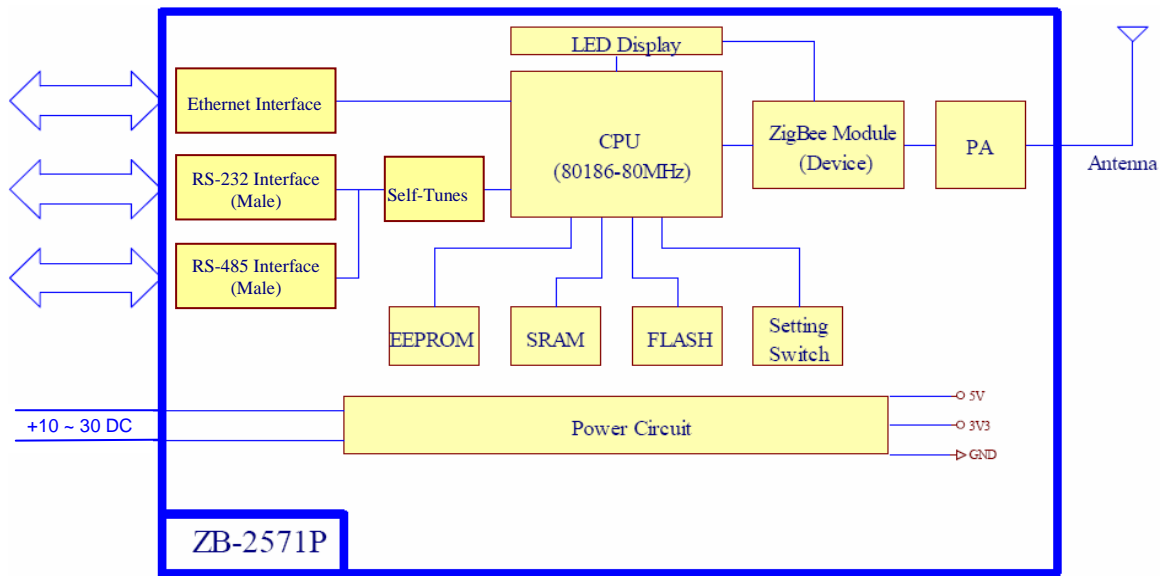 LED Display
Ethernet Interface
CPU
(80186-80MHz)
ZigBee Module
(Device)
PA
Antenna
RS-232 Interface
(Male)
Self-Tunes
RS-485 Interface
(Male)
EEPROM
SRAM
FLASH
Setting
Switch
+10 ~ 30 DC
Power Circuit
5V
3V3
GND
ZB-2571P